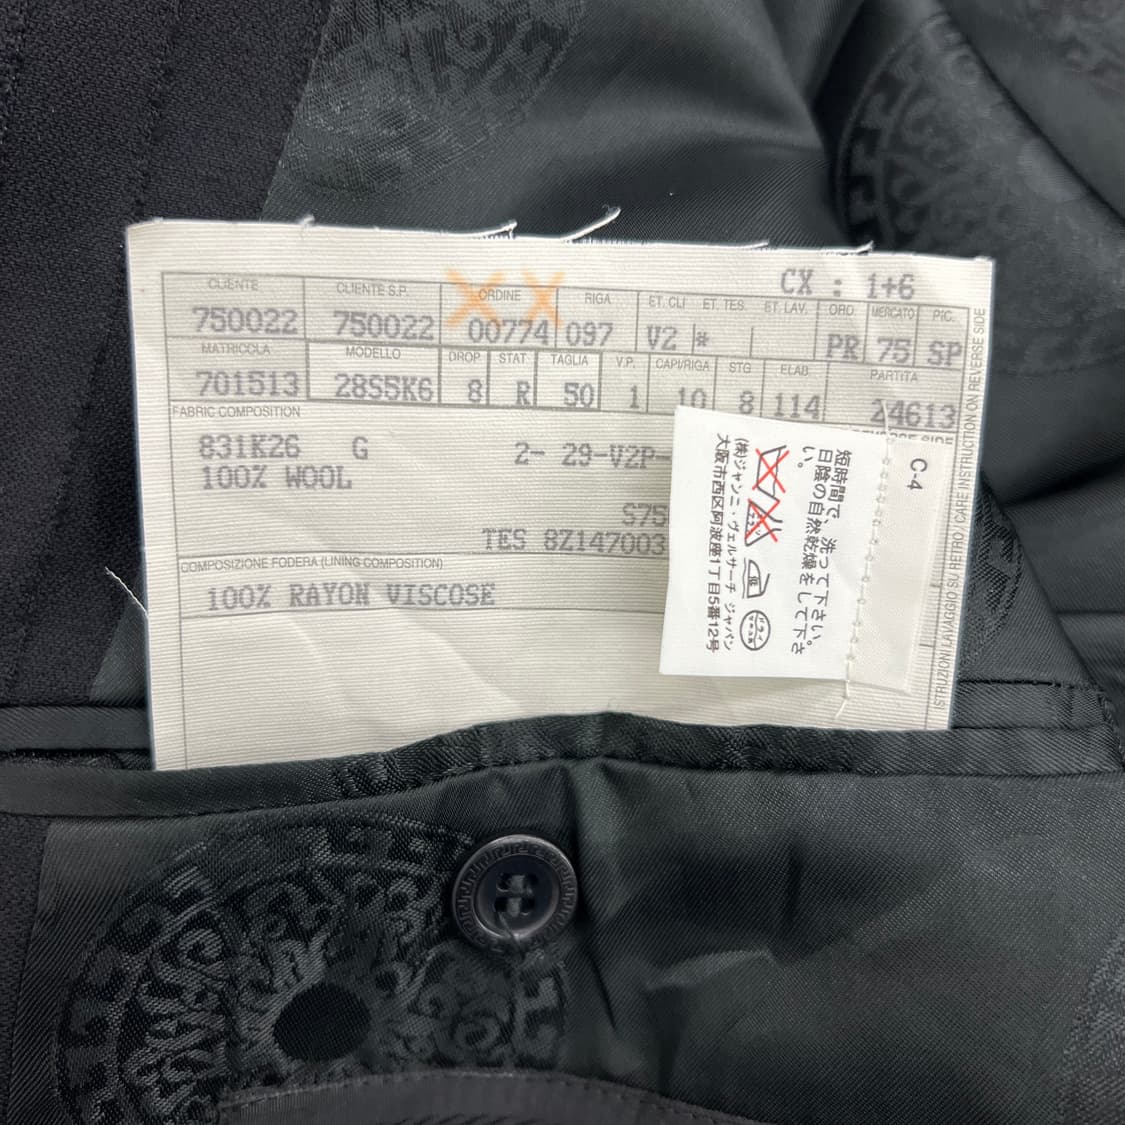 CX : 1+6
CLIENTE CLIENTE S.P. ORDINE RIGA ET. CLI ET. TES. ET. LAV. ORD. MERCATO PIC.
750022 750022 00774 097 V2 * PR 75 SP
MATRICOLA MODELLO DROP STAT TAGLIA V.P. CAPI/RIGA STG ELAB. PARTITA
701513 28S5K6 8 R 50 1 10 8 114 24613
FABRIC COMPOSITION
831K26 G 2- 29-V2P-
100% WOOL
S75
TES 8Z147003
COMPOSIZIONE FODERA (LINING COMPOSITION)
100% RAYON VISCOSE
ISTRUZIONI LAVAGGIO SU RETRO / CARE INSTRUCTION ON REVERSE SIDE
C-4
短時間で、洗って下さい。
日陰の自然乾燥をして下さ
い。
低
ドライ
(株)ジャンニ・ヴェルサーチ ジャパン
大阪市西区阿波座1丁目5番12号